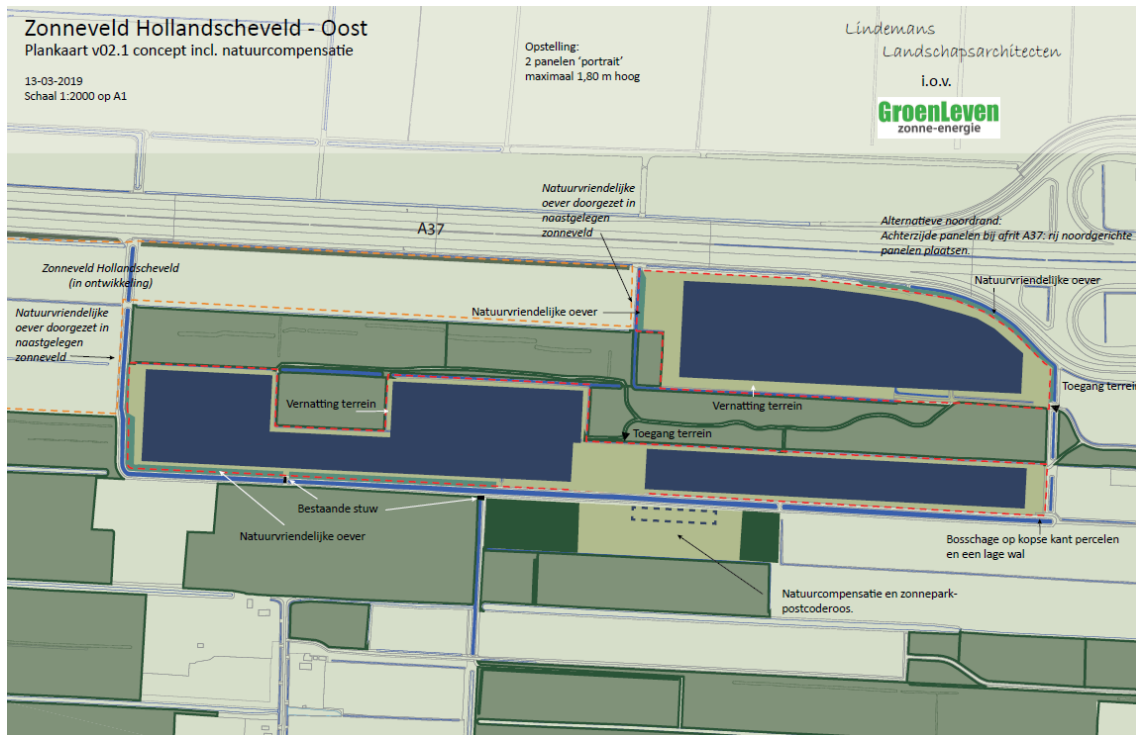 Zonneveld Hollandscheveld - Oost
Plankaart v02.1 concept incl. natuurcompensatie
13-03-2019
Schaal 1:2000 op A1
Opstelling:
2 panelen ‘portrait’
maximaal 1,80 m hoog
Lindemans
Landschapsarchitecten
i.o.v.
GroenLeven
zonne-energie
Natuurvriendelijke
oever doorgezet in
naastgelegen
zonneveld
A37
Alternatieve noordrand:
Achterzijde panelen bij afrit A37: rij noordgerichte
panelen plaatsen.
Zonneveld Hollandscheveld
(in ontwikkeling)
Natuurvriendelijke oever
Natuurvriendelijke
oever doorgezet in
naastgelegen
zonneveld
Natuurvriendelijke oever
Toegang terrein
Vernatting terrein
Vernatting terrein
Toegang terrein
Bestaande stuw
Natuurvriendelijke oever
Bosschage op kopse kant percelen
en een lage wal
Natuurcompensatie en zonnepark-
postcoderoos.